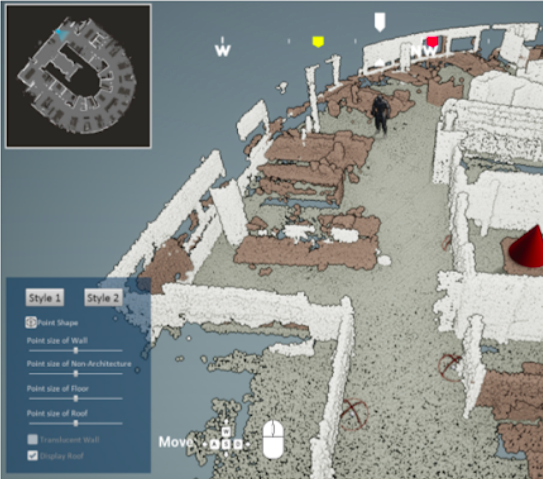 W
NW
Style 1 Style 2
Point Shape
Point size of Wall
Point size of Non-Architecture
Point size of Floor
Point size of Roof
Translucent Wall
Display Roof
Move